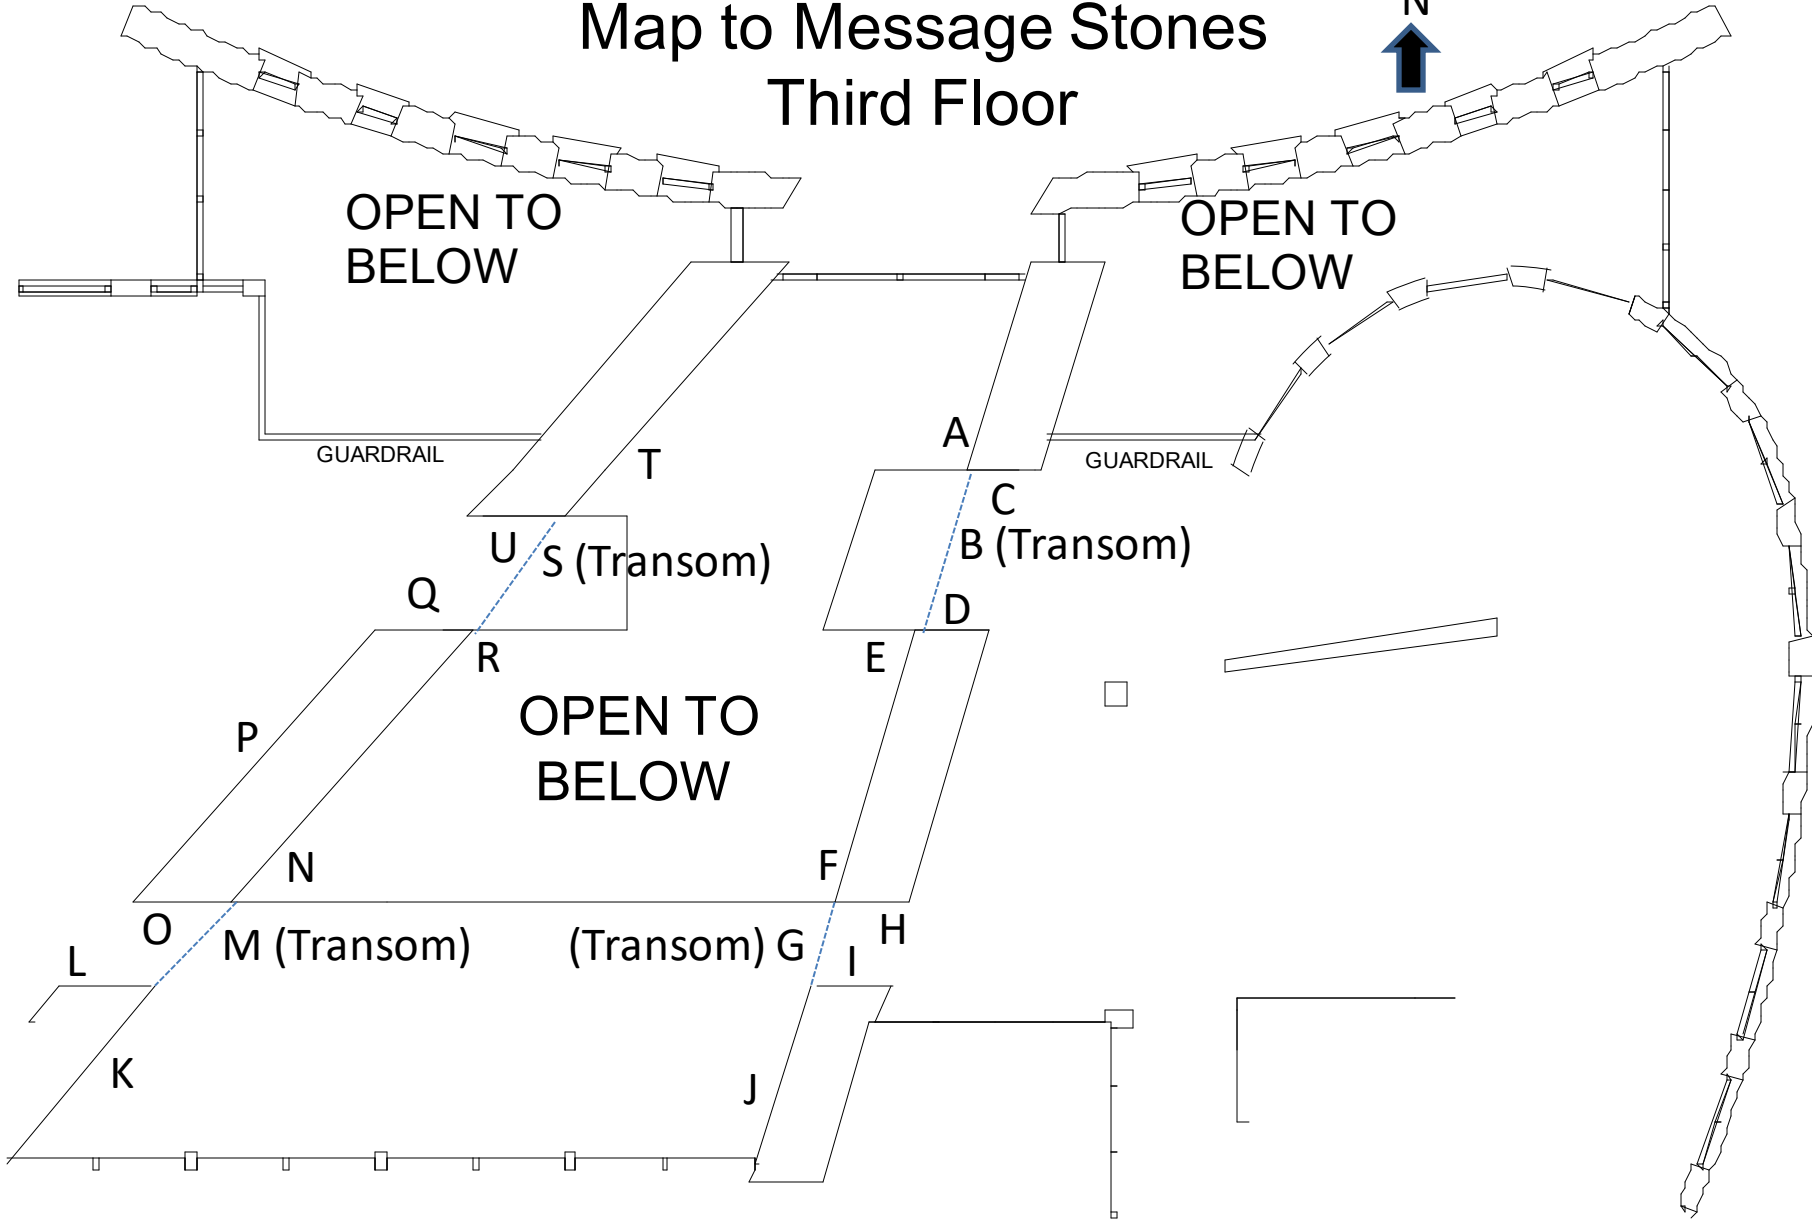 Map to Message Stones
Third Floor
N
OPEN TO
BELOW
OPEN TO
BELOW
GUARDRAIL
GUARDRAIL
A
T
C
U
S (Transom)
B (Transom)
Q
D
R
E
OPEN TO
BELOW
P
N
F
O
M (Transom)
(Transom) G
H
L
I
K
J